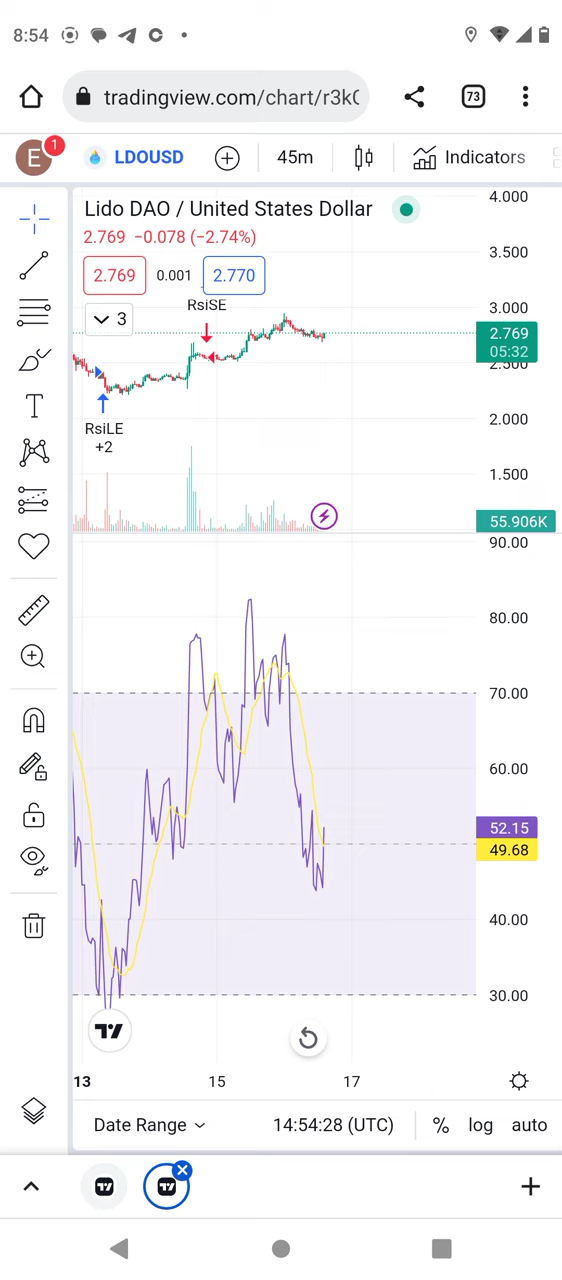 8:54
tradingview.com/chart/r3k
73
E
1
LDOUSD
45m
Indicators
Lido DAO / United States Dollar
2.769 −0.078 (−2.74%)
2.769
0.001
2.770
3
RsiSE
RsiLE
+2
4.000
3.500
3.000
2.769
05:32
2.500
2.000
1.500
55.906K
90.00
80.00
70.00
60.00
52.15
49.68
40.00
30.00
13
15
17
Date Range
14:54:28 (UTC)
%
log
auto